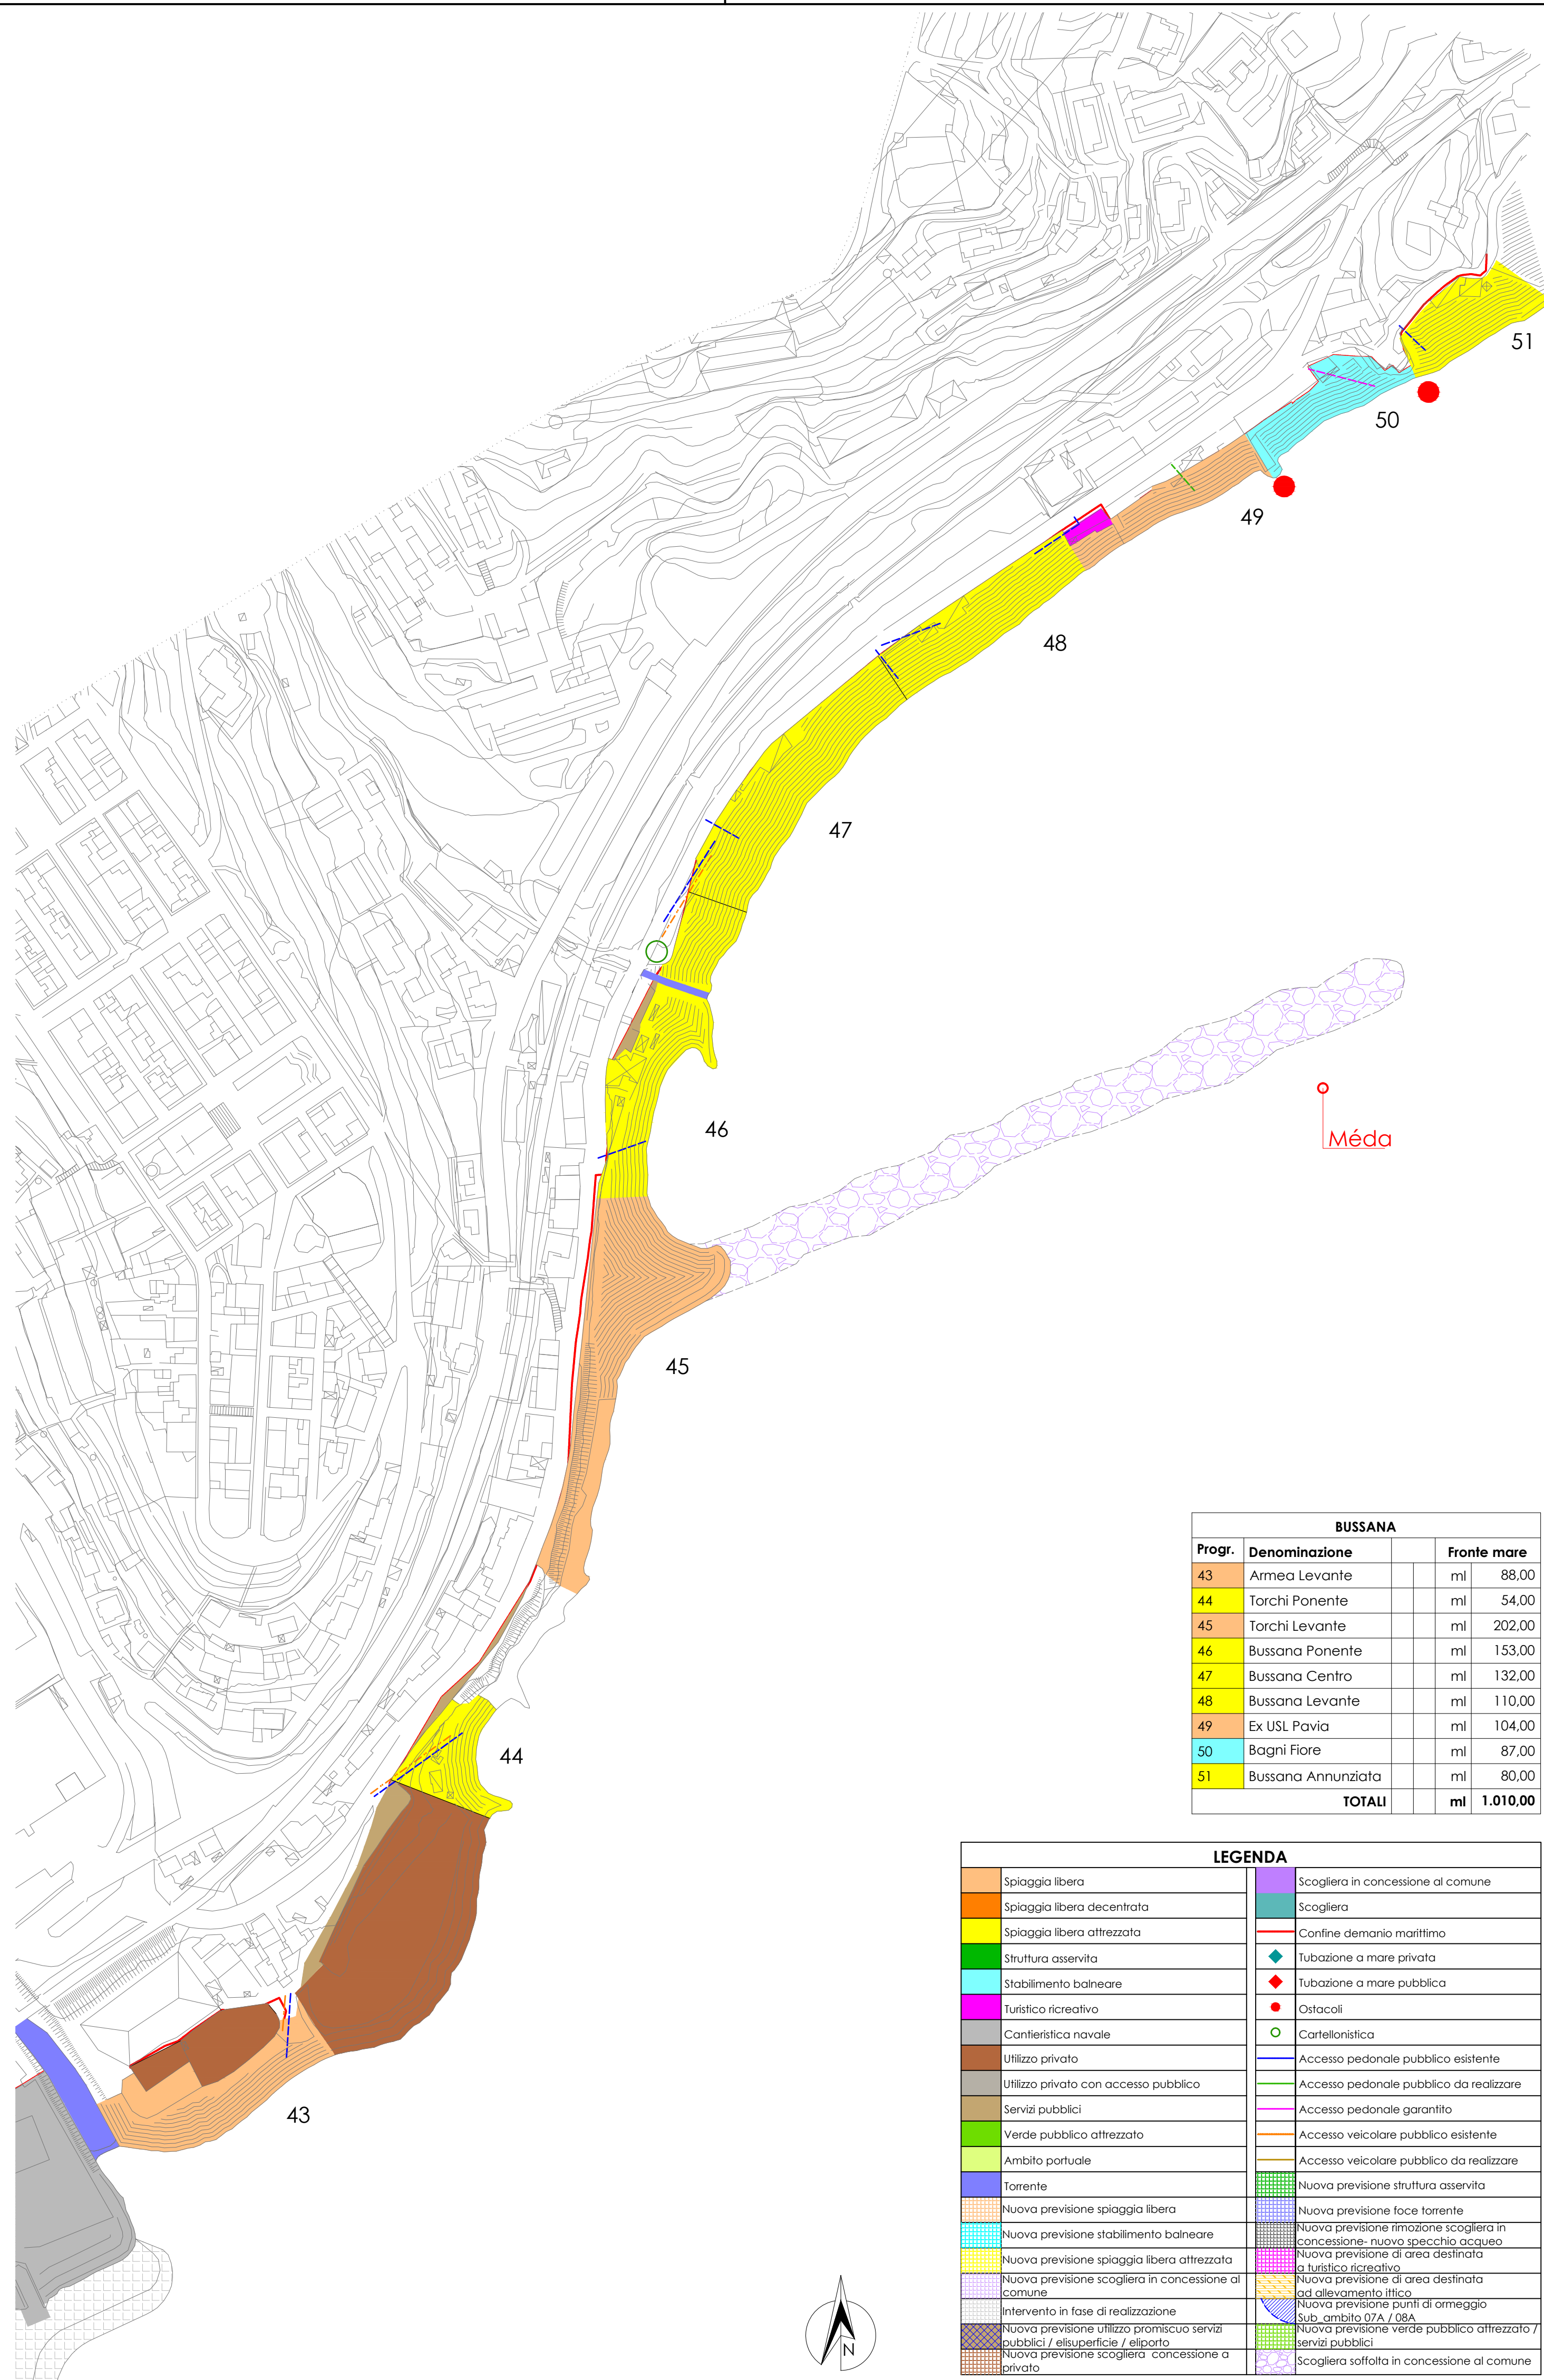 51
50
49
48
47
46
Méda
45
44
43
BUSSANA
Progr. Denominazione Fronte mare
43 Armea Levante ml 88,00
44 Torchi Ponente ml 54,00
45 Torchi Levante ml 202,00
46 Bussana Ponente ml 153,00
47 Bussana Centro ml 132,00
48 Bussana Levante ml 110,00
49 Ex USL Pavia ml 104,00
50 Bagni Fiore ml 87,00
51 Bussana Annunziata ml 80,00
TOTALI ml 1.010,00
LEGENDA
Spiaggia libera
Spiaggia libera decentrata
Spiaggia libera attrezzata
Struttura asservita
Stabilimento balneare
Turistico ricreativo
Cantieristica navale
Utilizzo privato
Utilizzo privato con accesso pubblico
Servizi pubblici
Verde pubblico attrezzato
Ambito portuale
Torrente
Nuova previsione spiaggia libera
Nuova previsione stabilimento balneare
Nuova previsione spiaggia libera attrezzata
Nuova previsione scogliera in concessione al
comune
Intervento in fase di realizzazione
Nuova previsione utilizzo promiscuo servizi
pubblici / elisuperficie / eliporto
Nuova previsione scogliera concessione a
privato
Scogliera in concessione al comune
Scogliera
Confine demanio marittimo
Tubazione a mare privata
Tubazione a mare pubblica
Ostacoli
Cartellonistica
Accesso pedonale pubblico esistente
Accesso pedonale pubblico da realizzare
Accesso pedonale garantito
Accesso veicolare pubblico esistente
Accesso veicolare pubblico da realizzare
Nuova previsione struttura asservita
Nuova previsione foce torrente
Nuova previsione rimozione scogliera in
concessione- nuovo specchio acqueo
Nuova previsione di area destinata
a turistico ricreativo
Nuova previsione di area destinata
ad allevamento ittico
Nuova previsione punti di ormeggio
Sub_ambito 07A / 08A
Nuova previsione verde pubblico attrezzato /
servizi pubblici
Scogliera soffolta in concessione al comune
N